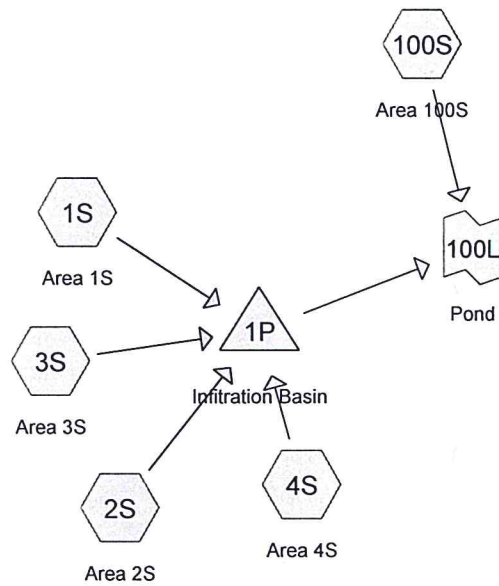 100S
Area 100S
1S
Area 1S
100L
Pond
1P
Infitration Basin
3S
Area 3S
2S
Area 2S
4S
Area 4S